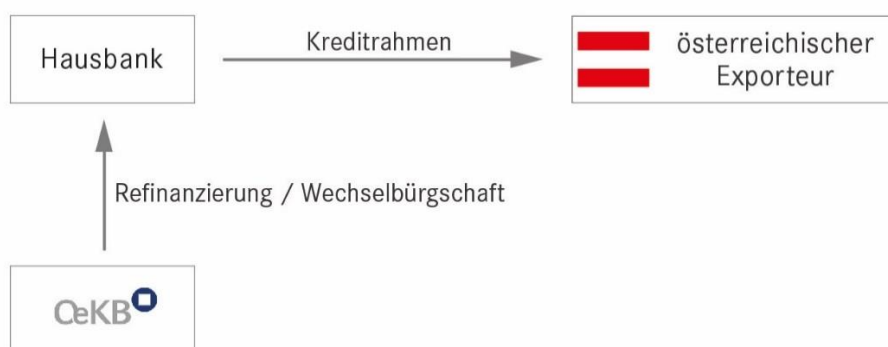 Hausbank
Kreditrahmen
österreichischer
Exporteur
Refinanzierung / Wechselbürgschaft
OeKB